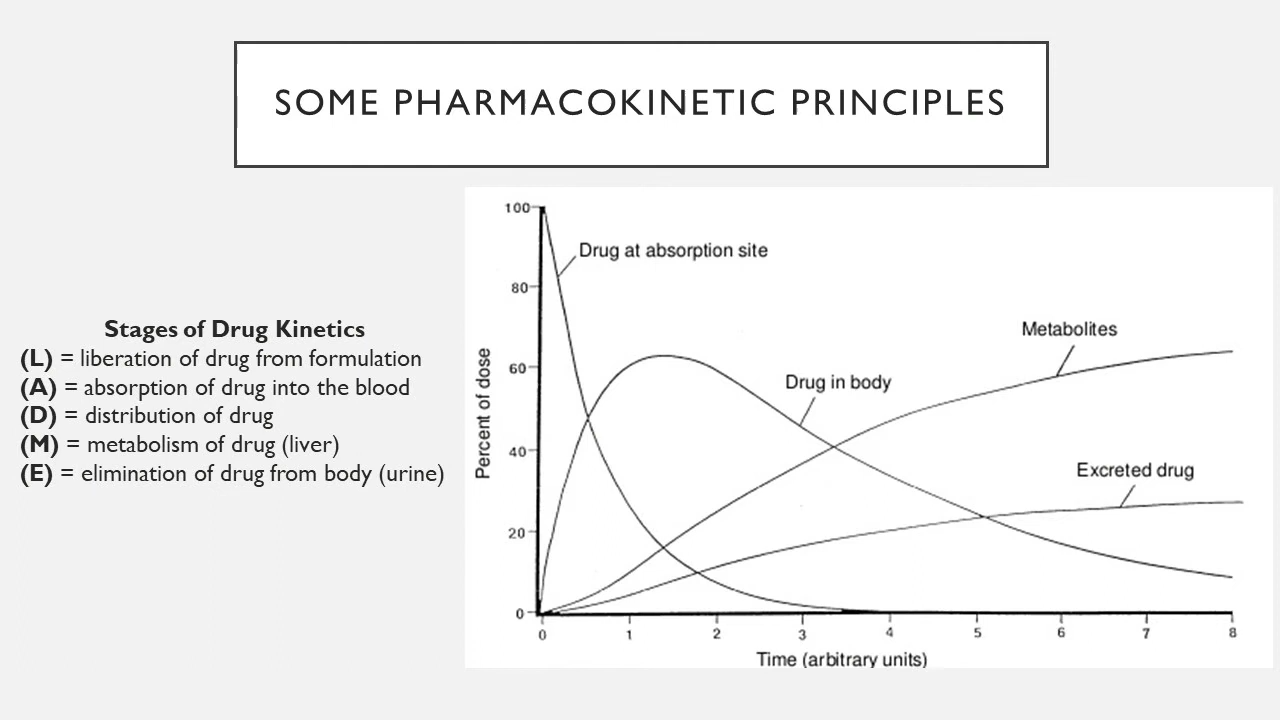 SOME PHARMACOKINETIC PRINCIPLES
Stages of Drug Kinetics
(L) = liberation of drug from formulation
(A) = absorption of drug into the blood
(D) = distribution of drug
(M) = metabolism of drug (liver)
(E) = elimination of drug from body (urine)
Percent of dose
100
80
60
40
20
0
Drug at absorption site
Metabolites
Drug in body
Excreted drug
0 1 2 3 4 5 6 7 8
Time (arbitrary units)